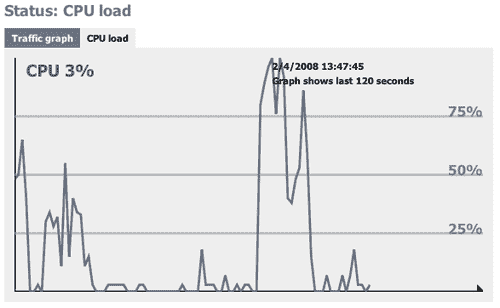 Status: CPU load
Traffic graph CPU load
CPU 3%
2/4/2008 13:47:45
Graph shows last 120 seconds
75%
50%
25%